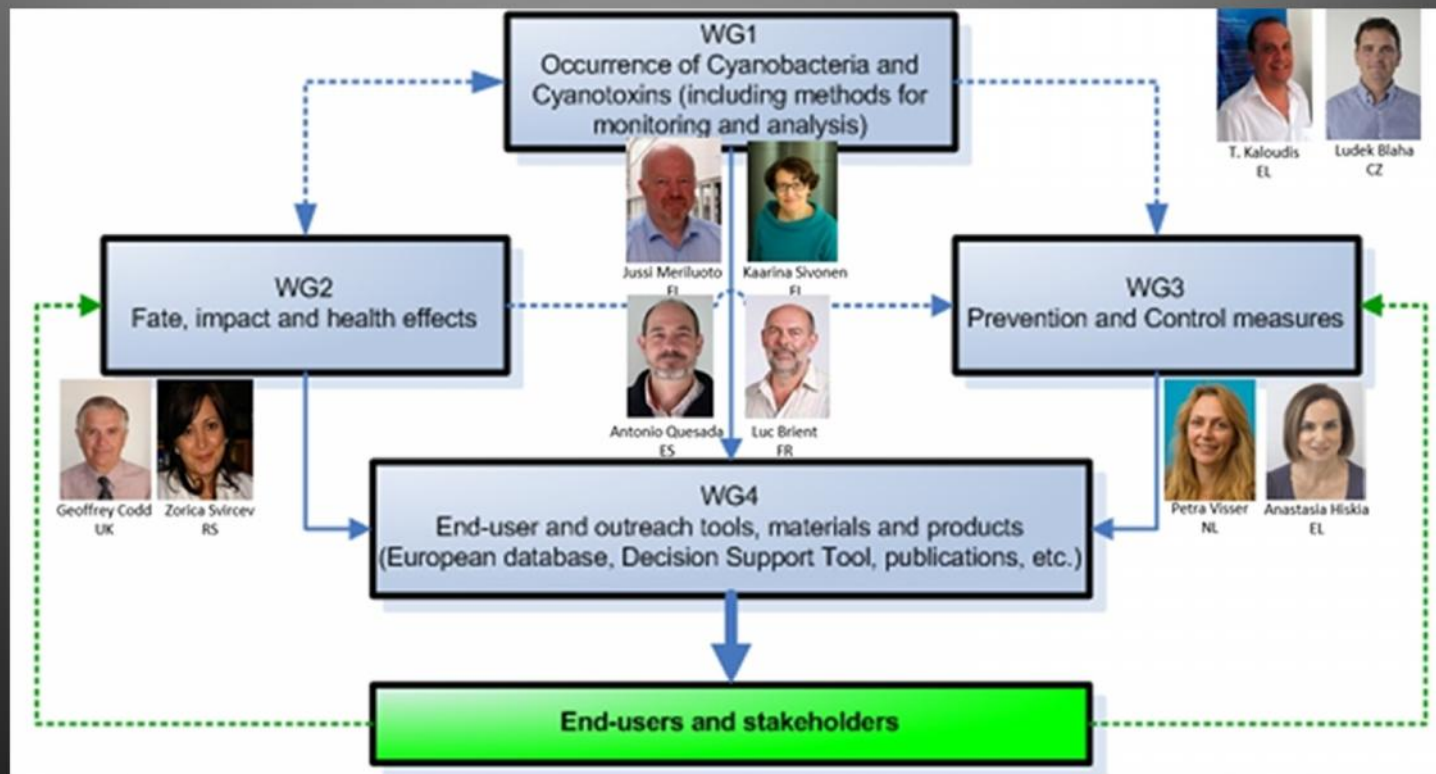 WG1
Occurrence of Cyanobacteria and
Cyanotoxins (including methods for
monitoring and analysis)
T. Kaloudis
EL
Ludek Blaha
CZ
Jussi Meriluoto
FI
Kaarina Sivonen
FI
WG2
Fate, impact and health effects
WG3
Prevention and Control measures
Geoffrey Codd
UK
Zorica Svircev
RS
Antonio Quesada
ES
Luc Brient
FR
Petra Visser
NL
Anastasia Hiskia
EL
WG4
End-user and outreach tools, materials and products
(European database, Decision Support Tool, publications, etc.)
End-users and stakeholders